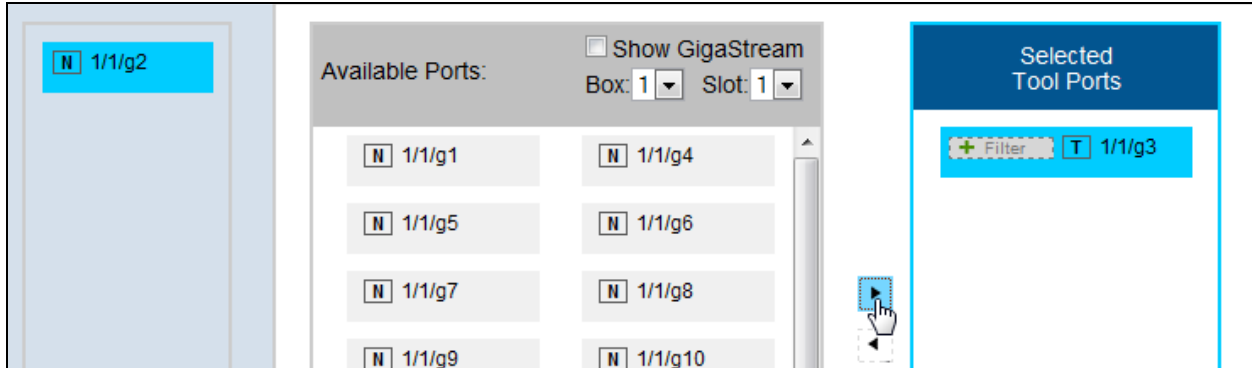 N 1/1/g2
Available Ports:
Show GigaStream
Box: 1 Slot: 1
N 1/1/g1
N 1/1/g4
N 1/1/g5
N 1/1/g6
N 1/1/g7
N 1/1/g8
N 1/1/g9
N 1/1/g10
Selected
Tool Ports
+ Filter T 1/1/g3